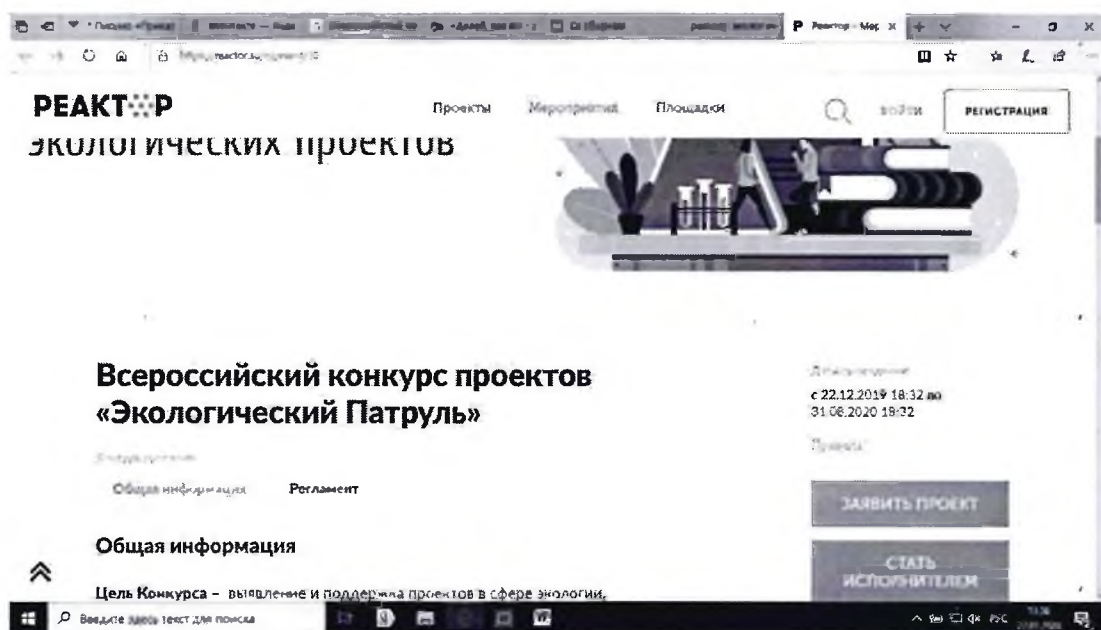 РЕАКТОР
Проекты
Мероприятия
Площадки
ВОЙТИ
РЕГИСТРАЦИЯ
экологических проектов
Всероссийский конкурс проектов
«Экологический Патруль»
с 22.12.2019 18:32 до
31.08.2020 18:32
Общая информация
Регламент
ЗАЯВИТЬ ПРОЕКТ
СТАТЬ
ИСПОЛНИТЕЛЕМ
Общая информация
Цель Конкурса – выявление и поддержка проектов в сфере экологии,
Введите здесь текст для поиска
РУС